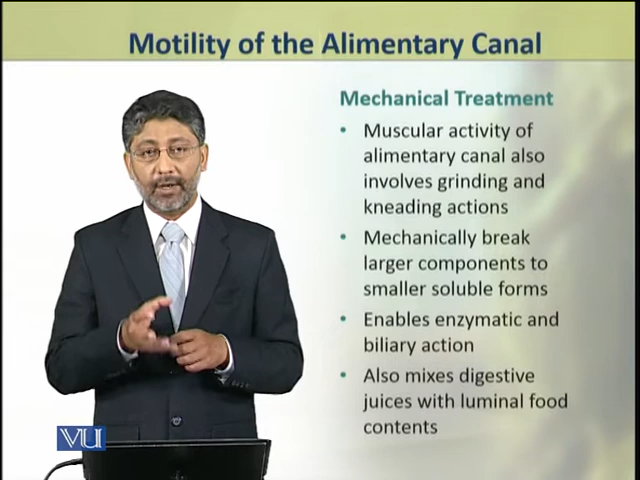 Motility of the Alimentary Canal
Mechanical Treatment
• Muscular activity of
alimentary canal also
involves grinding and
kneading actions
• Mechanically break
larger components to
smaller soluble forms
• Enables enzymatic and
biliary action
• Also mixes digestive
juices with luminal food
contents
VU